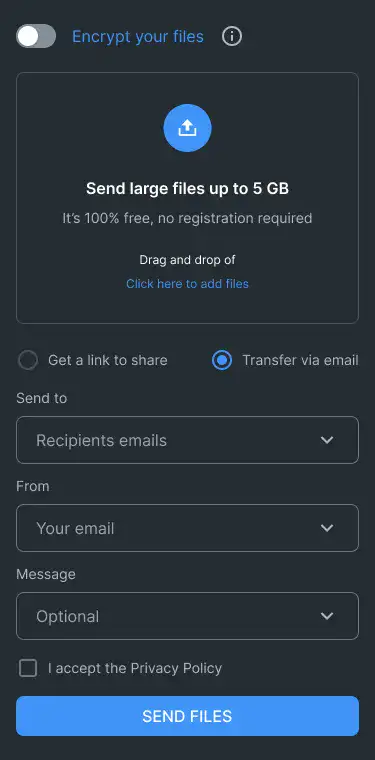 Encrypt your files
Send large files up to 5 GB
It's 100% free, no registration required
Drag and drop of
Click here to add files
Get a link to share
Transfer via email
Send to
Recipients emails
From
Your email
Message
Optional
I accept the Privacy Policy
SEND FILES